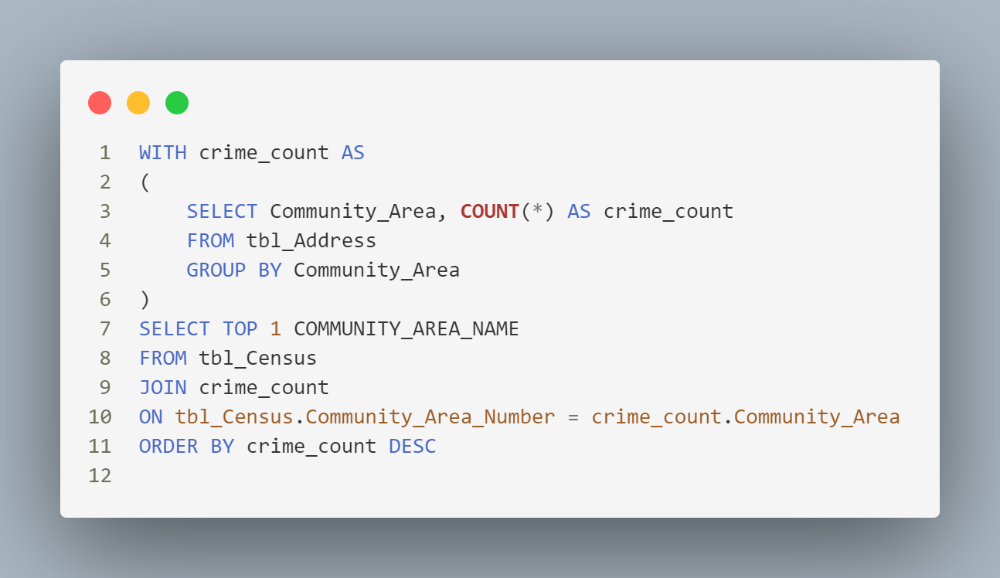 1 WITH crime_count AS
2 (
3     SELECT Community_Area, COUNT(*) AS crime_count
4     FROM tbl_Address
5     GROUP BY Community_Area
6 )
7 SELECT TOP 1 COMMUNITY_AREA_NAME
8 FROM tbl_Census
9 JOIN crime_count
10 ON tbl_Census.Community_Area_Number = crime_count.Community_Area
11 ORDER BY crime_count DESC
12